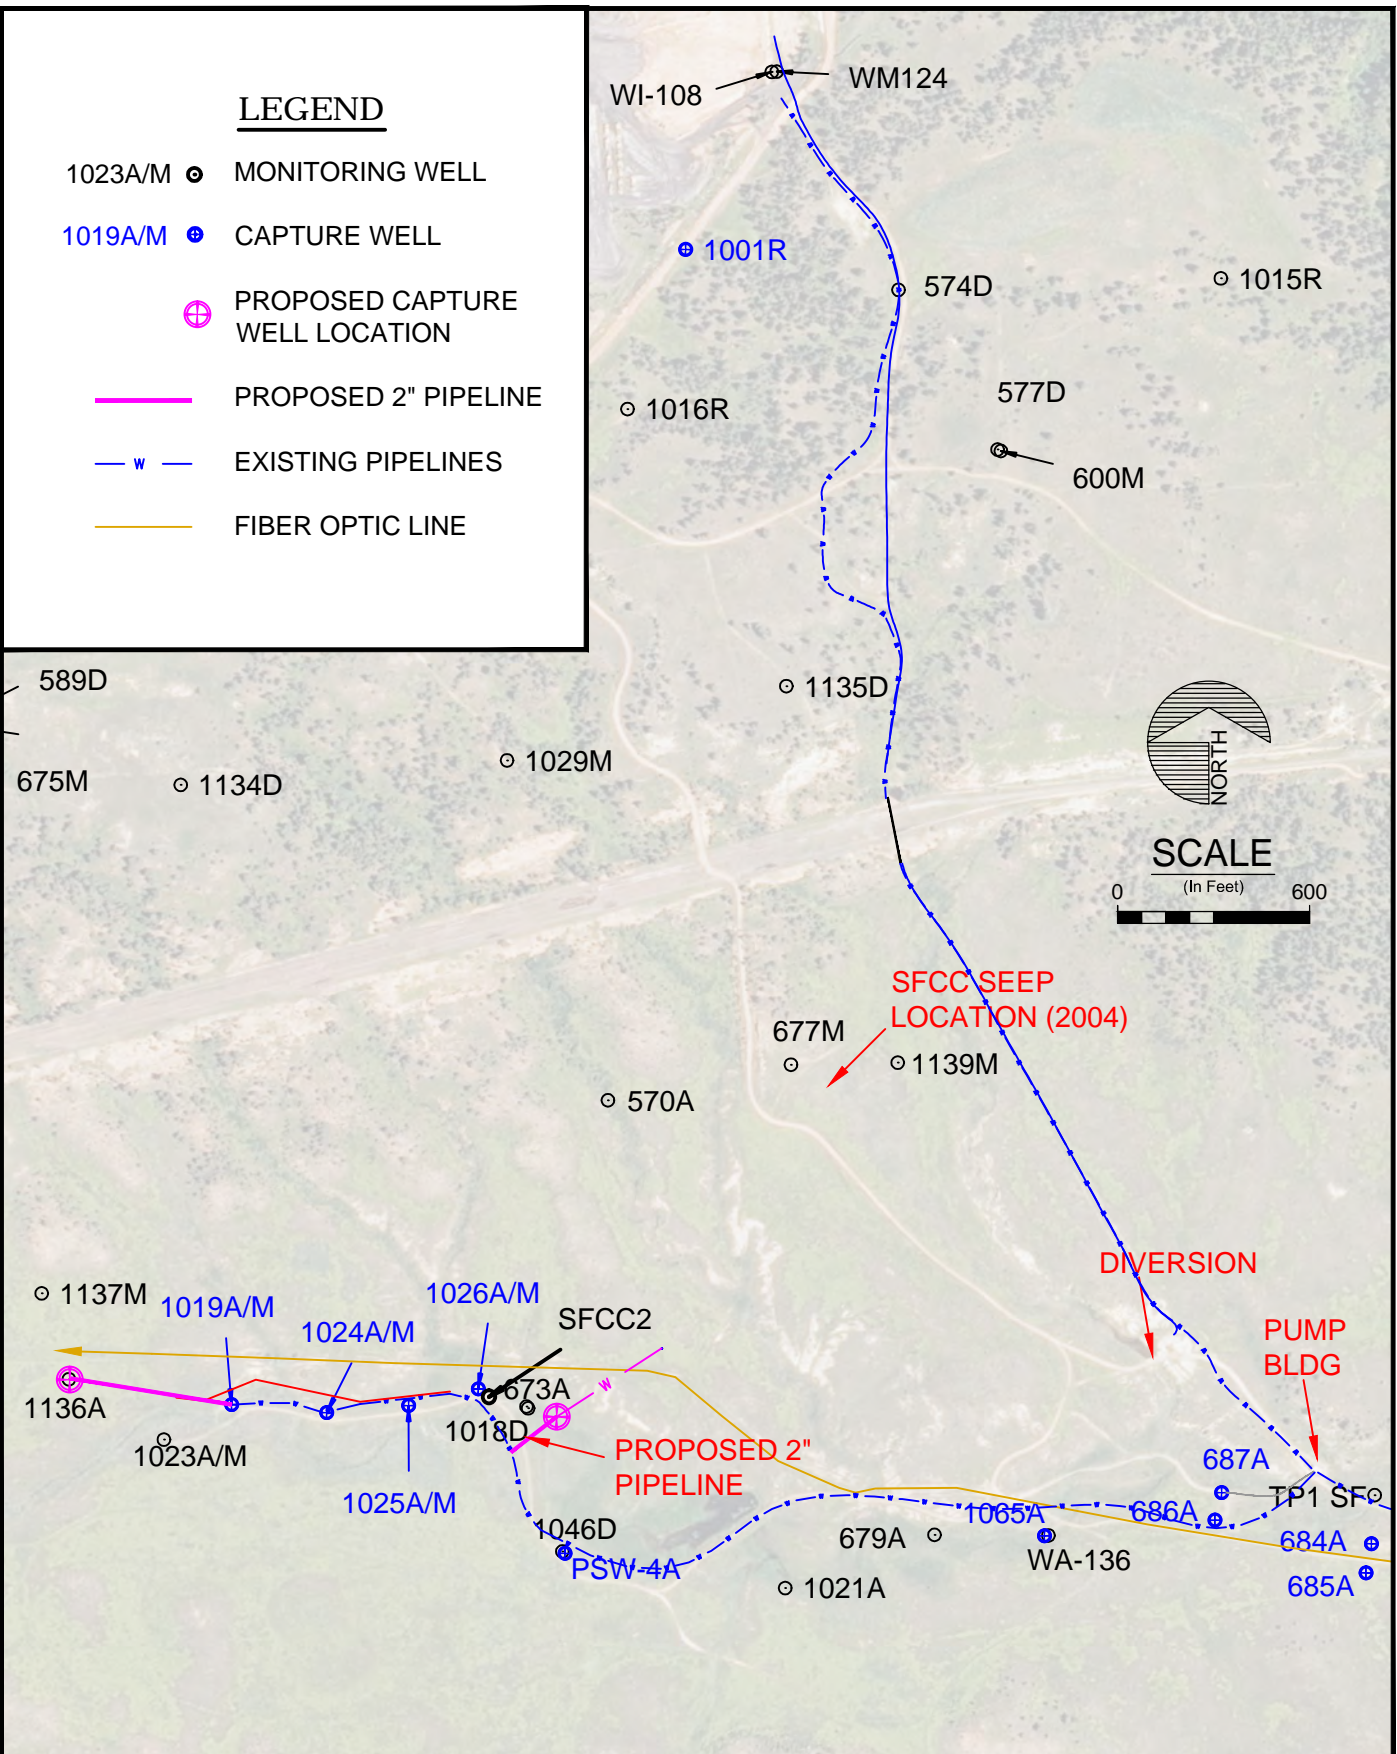 LEGEND
1023A/M MONITORING WELL
1019A/M CAPTURE WELL
PROPOSED CAPTURE
WELL LOCATION
PROPOSED 2" PIPELINE
W EXISTING PIPELINES
FIBER OPTIC LINE
WI-108
WM124
1001R
574D
1015R
1016R
577D
600M
589D
1135D
675M
1134D
1029M
NORTH
SCALE
(In Feet)
0 600
SFCC SEEP
LOCATION (2004)
677M
1139M
570A
DIVERSION
1137M
1019A/M
1026A/M
1024A/M
SFCC2
PUMP
BLDG
W
673A
1136A
1018D
1023A/M
PROPOSED 2"
PIPELINE
1025A/M
687A
TP1 SF
686A
1065A
1046D
679A
WA-136
684A
PSW-4A
1021A
685A